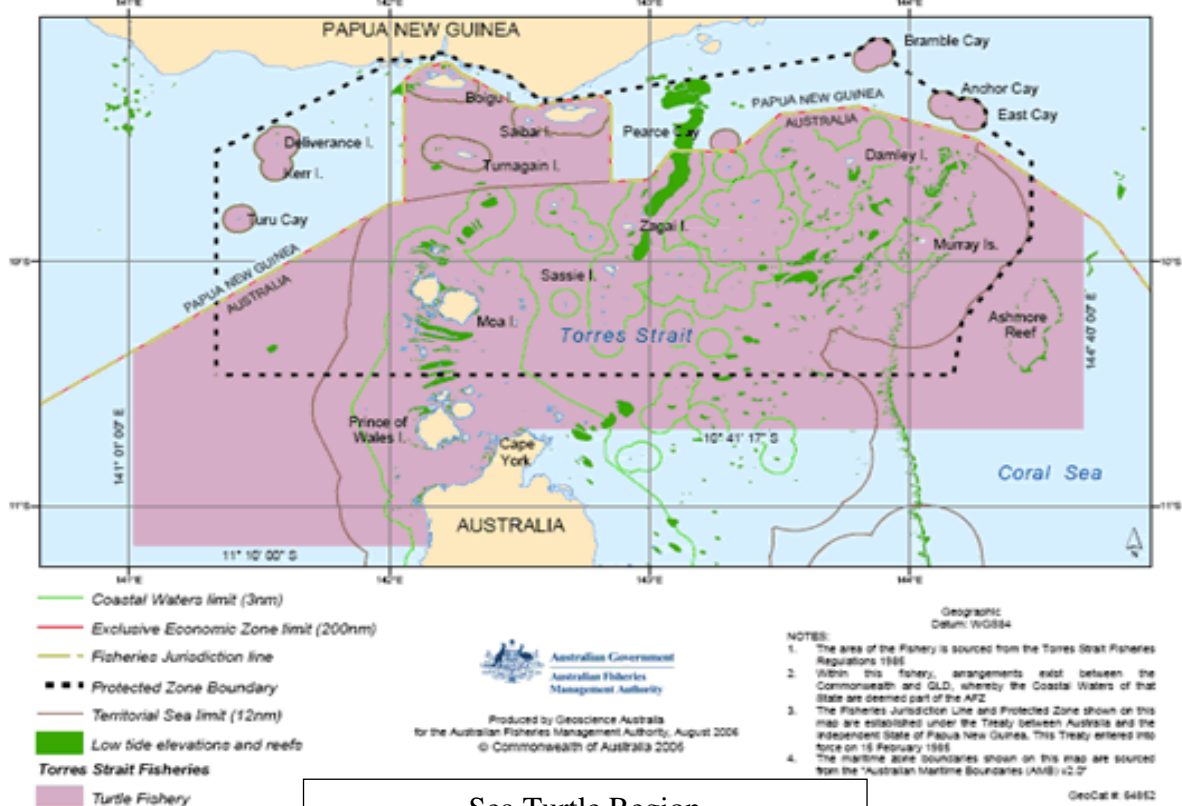 141°E 142°E 143°E 144°E
PAPUA NEW GUINEA
Bramble Cay
Anchor Cay
East Cay
Boigu I.
PAPUA NEW GUINEA
AUSTRALIA
Saibai I.
Pearce Cay
Deliverance I.
Kerr I.
Turnagain I.
Darnley I.
Turu Cay
Zagai I.
Murray Is.
10°S 10°S
PAPUA NEW GUINEA
AUSTRALIA
Sassie I.
Moa I.
Torres Strait
Ashmore
Reef
144° 40' 00" E
141° 01' 00" E
Prince of
Wales I.
Cape
York
10° 41' 17" S
Coral Sea
11°S 11°S
AUSTRALIA
11° 10' 00" S
141°E 142°E 143°E 144°E
Coastal Waters limit (3nm)
Exclusive Economic Zone limit (200nm)
Fisheries Jurisdiction line
Protected Zone Boundary
Territorial Sea limit (12nm)
Low tide elevations and reefs
Torres Strait Fisheries
Turtle Fishery
Australian Government
Australian Fisheries
Management Authority
Produced by Geoscience Australia
for the Australian Fisheries Management Authority, August 2006
© Commonwealth of Australia 2006
Geographic
Datum: WGS84
NOTES:
1. The area of the Fishery is sourced from the Torres Strait Fisheries
Regulations 1985
2. Within this fishery, arrangements exist between the
Commonwealth and QLD, whereby the Coastal Waters of that
State are deemed part of the AFZ
3. The Fisheries Jurisdiction Line and Protected Zone shown on this
map are established under the Treaty between Australia and the
Independent State of Papua New Guinea. This Treaty entered into
force on 15 February 1985
4. The maritime zone boundaries shown on this map are sourced
from the "Australian Maritime Boundaries (AMB) v2.0"
GeoCat #: 64852
Sea Turtle Region